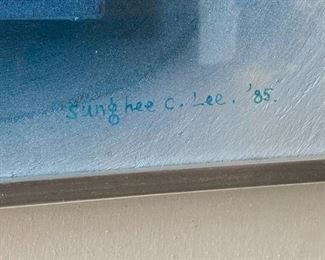 Sung hee C. Lee. '85.